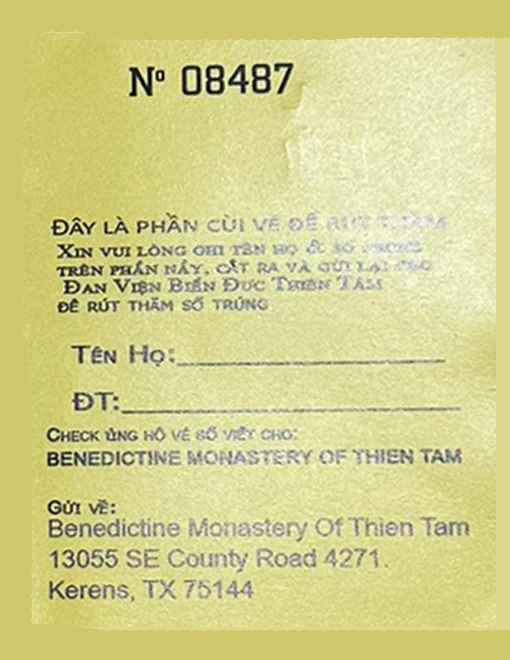 Nº 08487
ĐÂY LÀ PHẦN CÙI VÉ ĐỂ RÚT THĂM
XIN VUI LÒNG GHI TÊN HỌ & SỐ PHONE
TRÊN PHẦN NẦY, CẮT RA VÀ GỬI LẠI CHO
ĐAN VIỆN BIỂN ĐỨC THIÊN TÂM
ĐỂ RÚT THĂM SỐ TRÚNG
TÊN HỌ:
ĐT:
CHECK ỦNG HỘ VÉ SỐ VIẾT CHO:
BENEDICTINE MONASTERY OF THIEN TAM
GỬI VỀ:
Benedictine Monastery Of Thien Tam
13055 SE County Road 4271.
Kerens, TX 75144